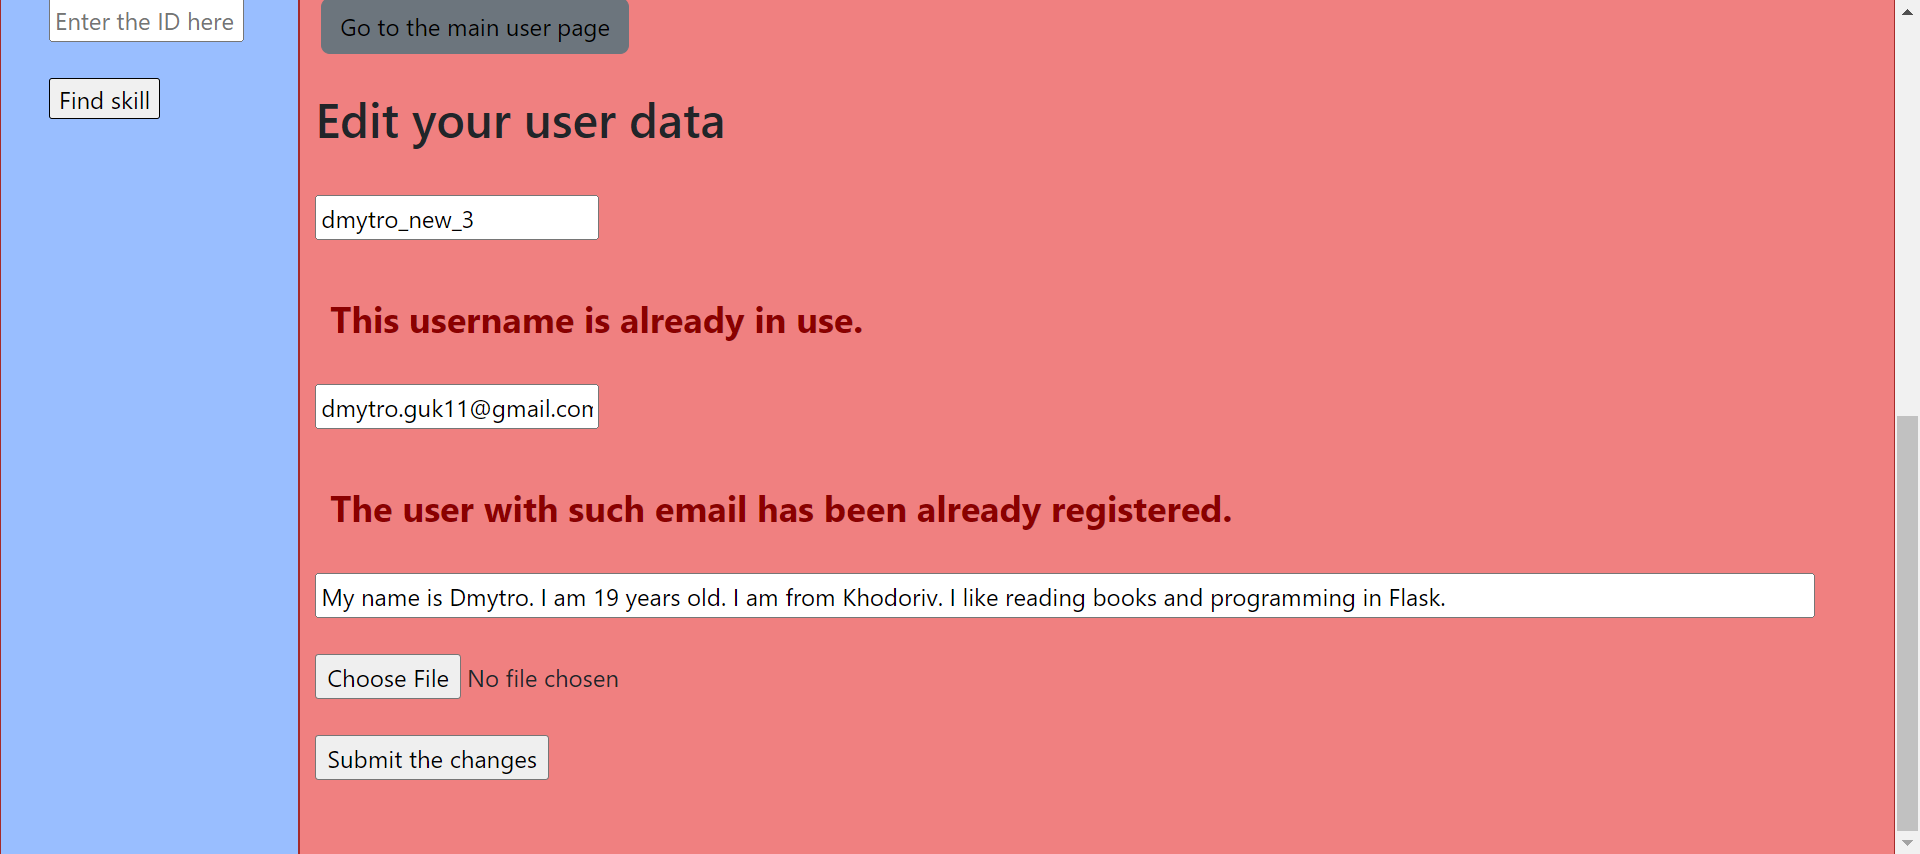 Enter the ID here
Find skill
Go to the main user page
Edit your user data
dmytro_new_3
This username is already in use.
dmytro.guk11@gmail.com
The user with such email has been already registered.
My name is Dmytro. I am 19 years old. I am from Khodoriv. I like reading books and programming in Flask.
Choose File No file chosen
Submit the changes